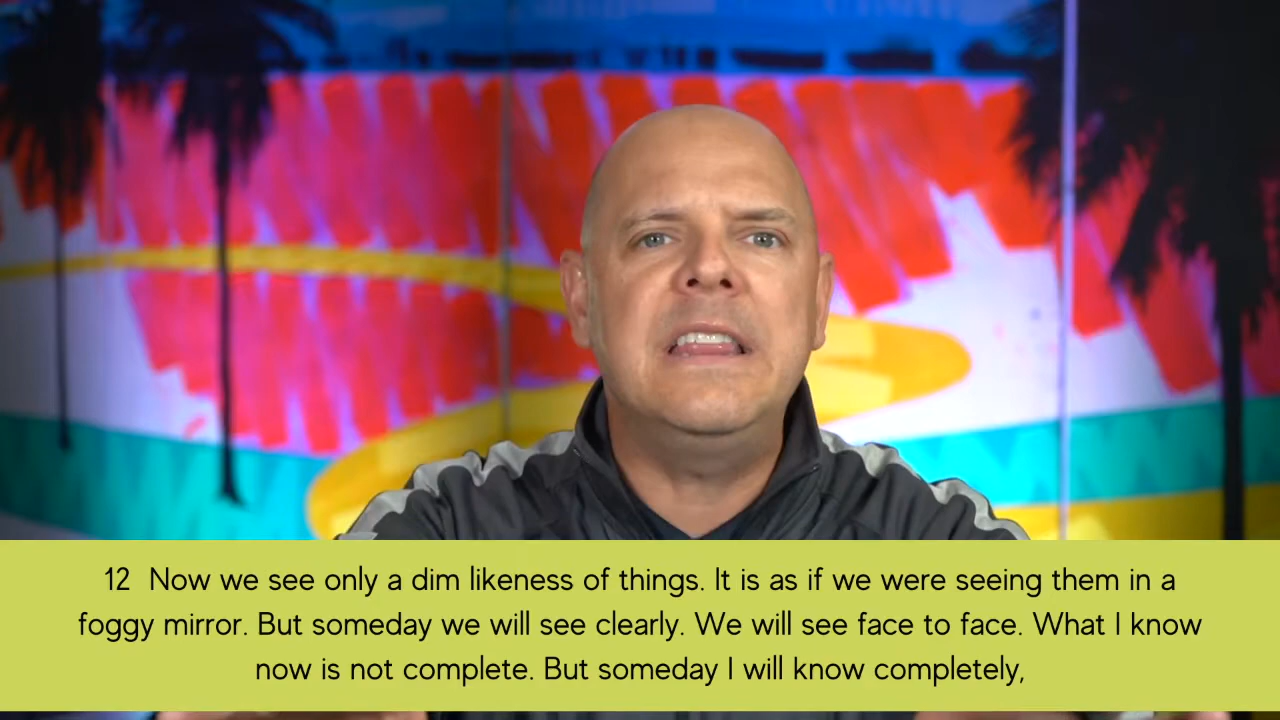 12 Now we see only a dim likeness of things. It is as if we were seeing them in a
foggy mirror. But someday we will see clearly. We will see face to face. What I know
now is not complete. But someday I will know completely,